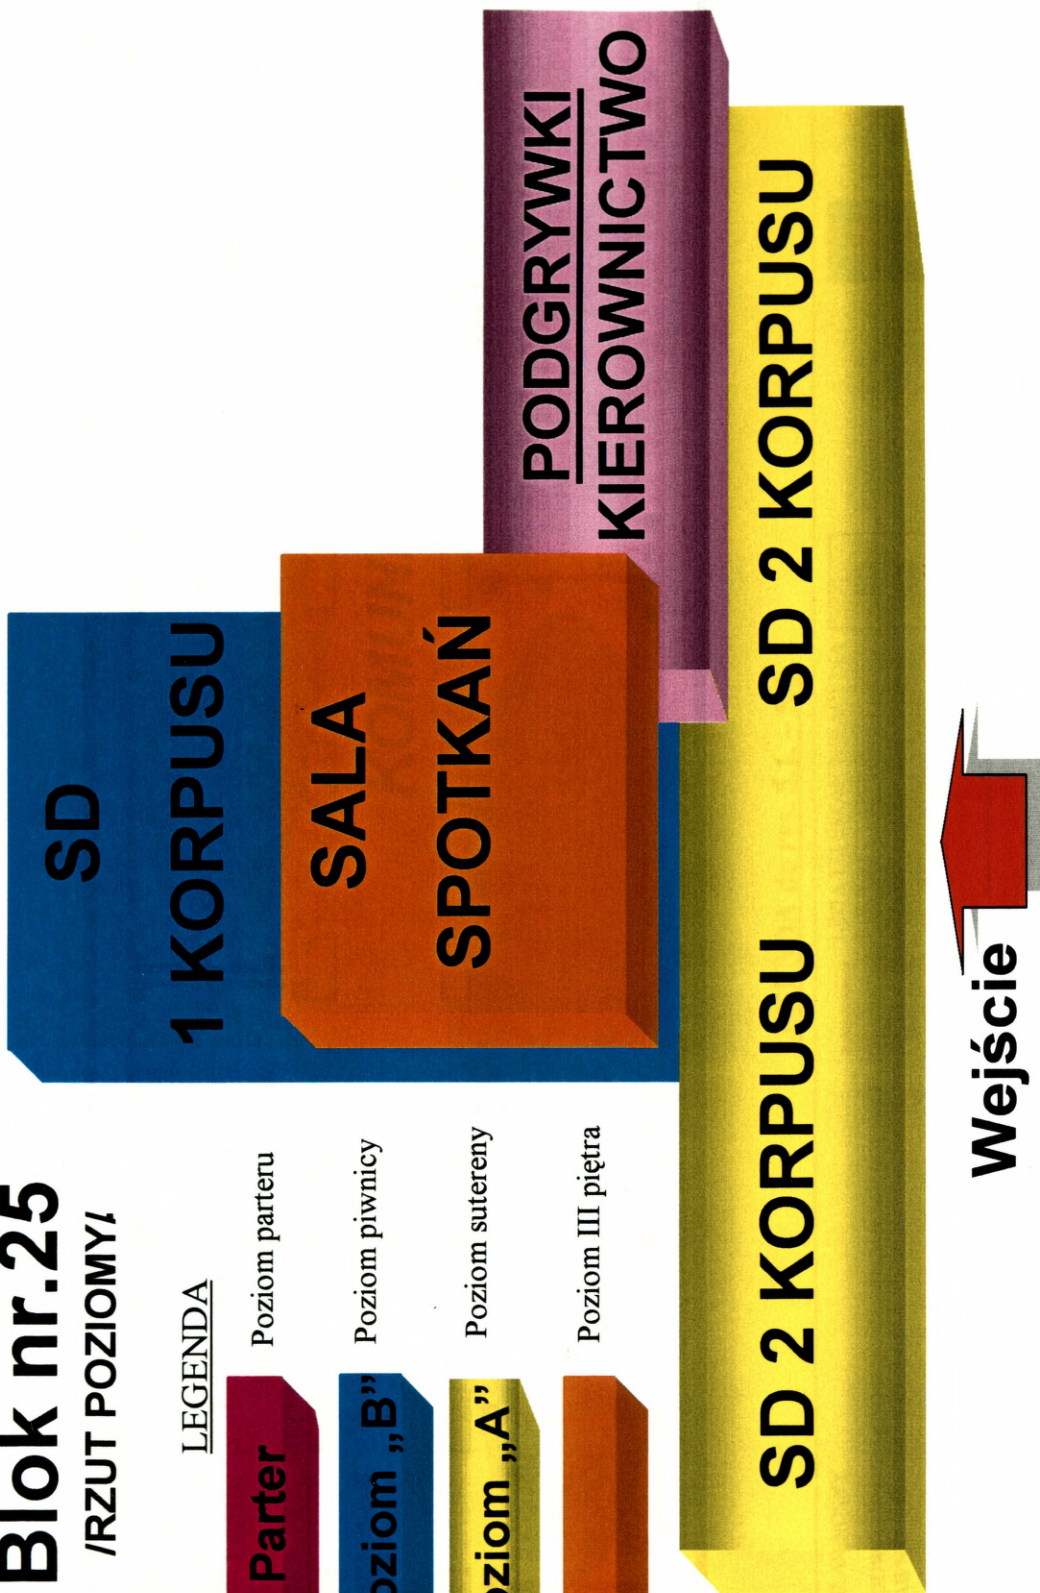 Blok nr.25
/RZUT POZIOMY/
LEGENDA
Parter
Poziom parteru
oziom „B”
Poziom piwnicy
oziom „A”
Poziom sutereny
Poziom III piętra
SD
1 KORPUSU
SALA
SPOTKAŃ
PODGRYWKI
KIEROWNICTWO
SD 2 KORPUSU
SD 2 KORPUSU
Wejście